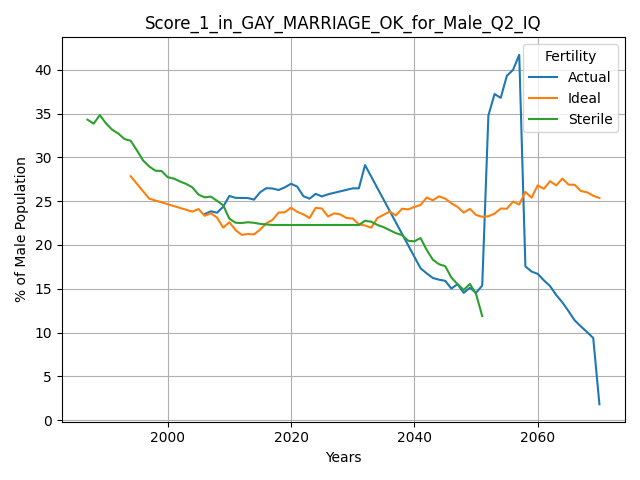 Score_1_in_GAY_MARRIAGE_OK_for_Male_Q2_IQ
Fertility
Actual
Ideal
Sterile
% of Male Population
40
35
30
25
20
15
10
5
0
2000 2020 2040 2060
Years